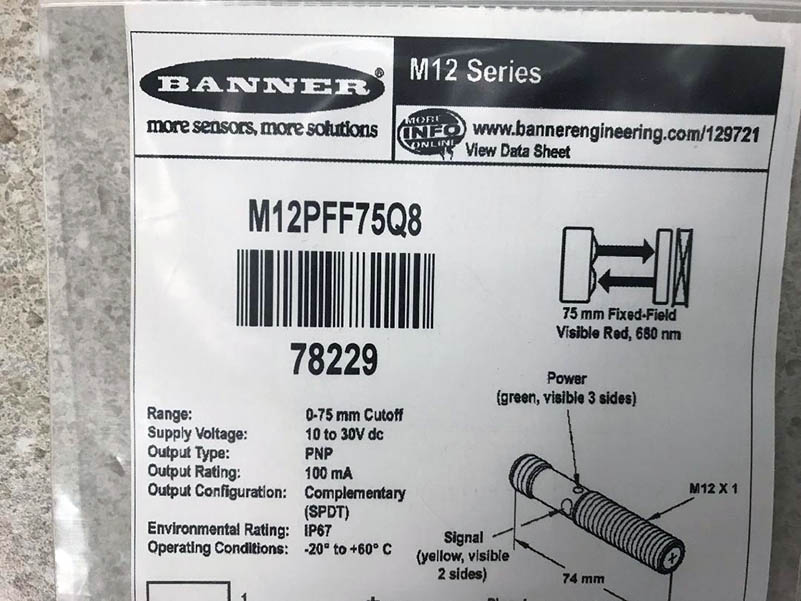 BANNER®
more sensors, more solutions
M12 Series
MORE
INFO
ONLINE
www.bannerengineering.com/129721
View Data Sheet
M12PFF75Q8
78229
75 mm Fixed-Field
Visible Red, 680 nm
Range: 0-75 mm Cutoff
Supply Voltage: 10 to 30V dc
Output Type: PNP
Output Rating: 100 mA
Output Configuration: Complementary
(SPDT)
Environmental Rating: IP67
Operating Conditions: -20° to +60° C
Power
(green, visible 3 sides)
M12 X 1
Signal
(yellow, visible
2 sides)
74 mm
1